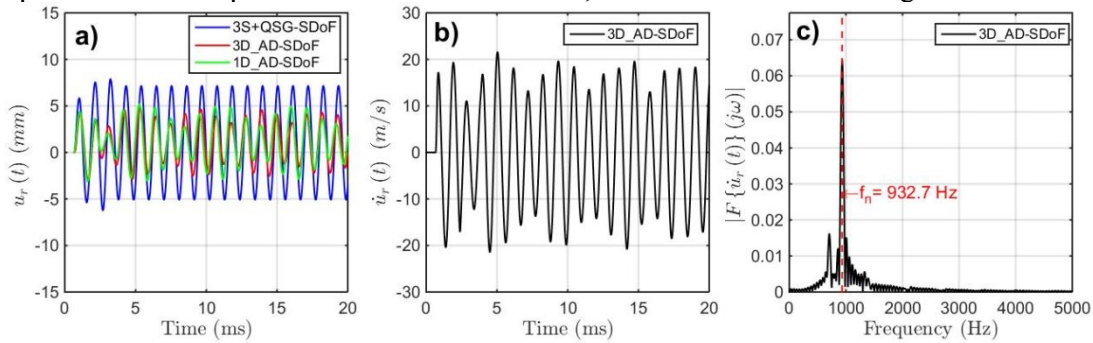 a)
3S+QSG-SDoF
3D_AD-SDoF
1D_AD-SDoF
15
10
5
0
-5
-10
-15
u_r (t) (mm)
0 5 10 15 20
Time (ms)
b)
3D_AD-SDoF
30
20
10
0
-10
-20
-30
u̇_r (t) (m/s)
0 5 10 15 20
Time (ms)
c)
3D_AD-SDoF
0.07
0.06
0.05
0.04
0.03
0.02
0.01
0
|F {u̇_r (t)} (jω)|
f_n= 932.7 Hz
0 1000 2000 3000 4000 5000
Frequency (Hz)